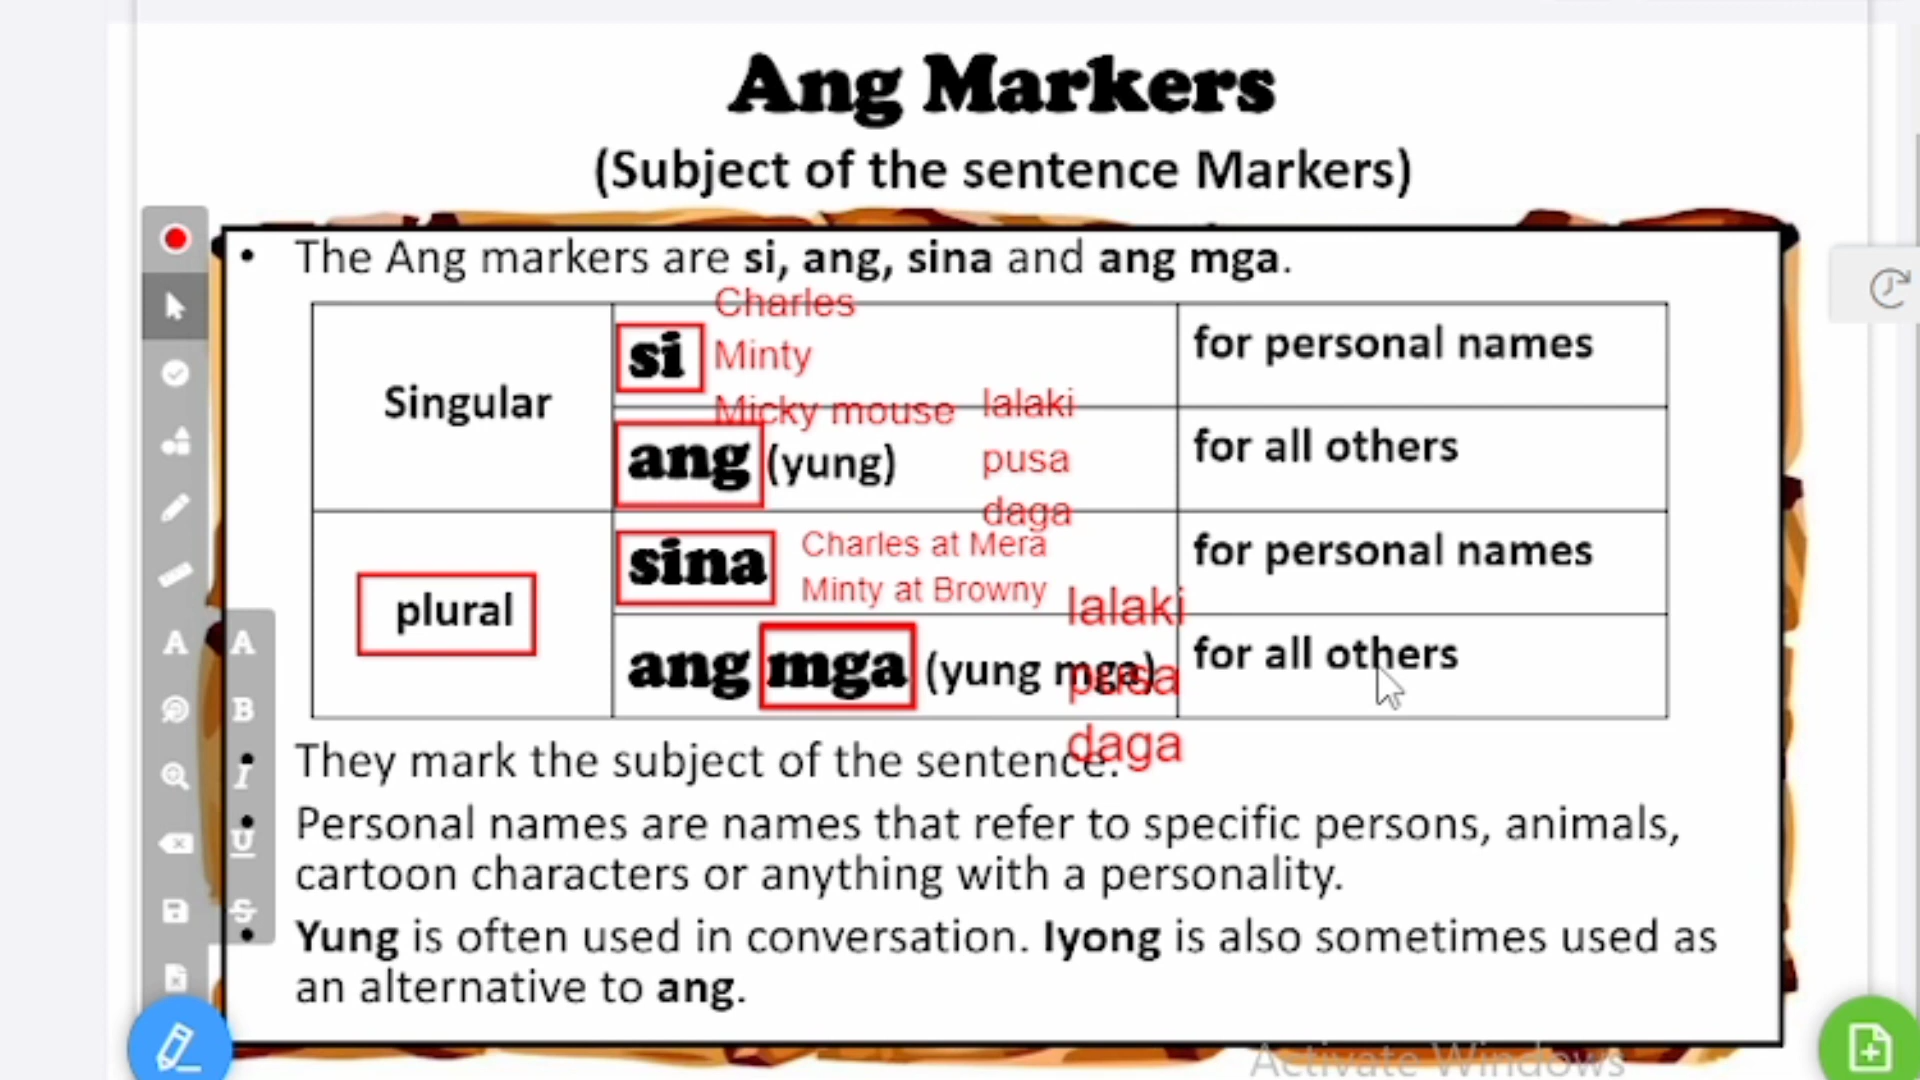 Ang Markers
(Subject of the sentence Markers)
• The Ang markers are si, ang, sina and ang mga.
Charles
si
Minty
for personal names
Singular
Micky mouse
lalaki
ang (yung)
pusa
for all others
daga
sina
Charles at Mera
Minty at Browny
for personal names
plural
lalaki
ang mga (yung mga)
pusa
for all others
daga
• They mark the subject of the sentence.
• Personal names are names that refer to specific persons, animals,
cartoon characters or anything with a personality.
• Yung is often used in conversation. Iyong is also sometimes used as
an alternative to ang.
A A
B
I
U
S
Activate Windows